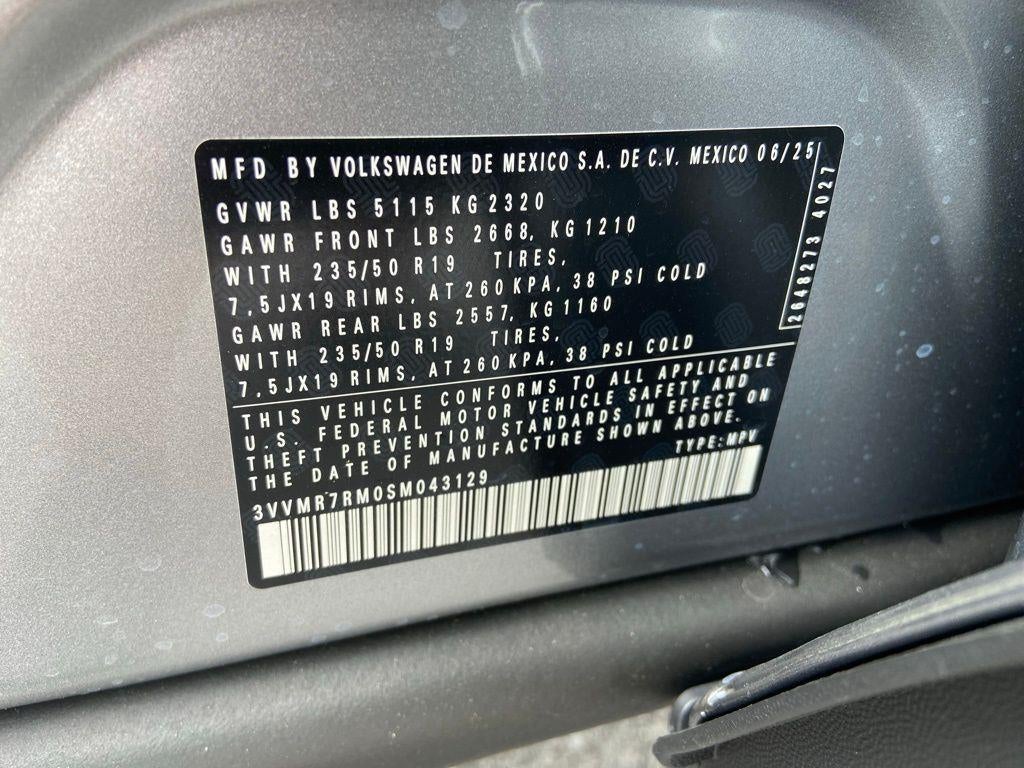 MFD BY VOLKSWAGEN DE MEXICO S.A. DE C.V. MEXICO 06/25
GVWR LBS 5115 KG 2320
GAWR FRONT LBS 2668, KG 1210
WITH 235/50 R19 TIRES,
7,5JX19 RIMS, AT 260 KPA, 38 PSI COLD
GAWR REAR LBS 2557, KG 1160
WITH 235/50 R19 TIRES,
7,5JX19 RIMS, AT 260 KPA, 38 PSI COLD
2648273 4027
THIS VEHICLE CONFORMS TO ALL APPLICABLE
U.S. FEDERAL MOTOR VEHICLE SAFETY AND
THEFT PREVENTION STANDARDS IN EFFECT ON
THE DATE OF MANUFACTURE SHOWN ABOVE.
TYPE: MPV
3VVMR7RM0SM043129